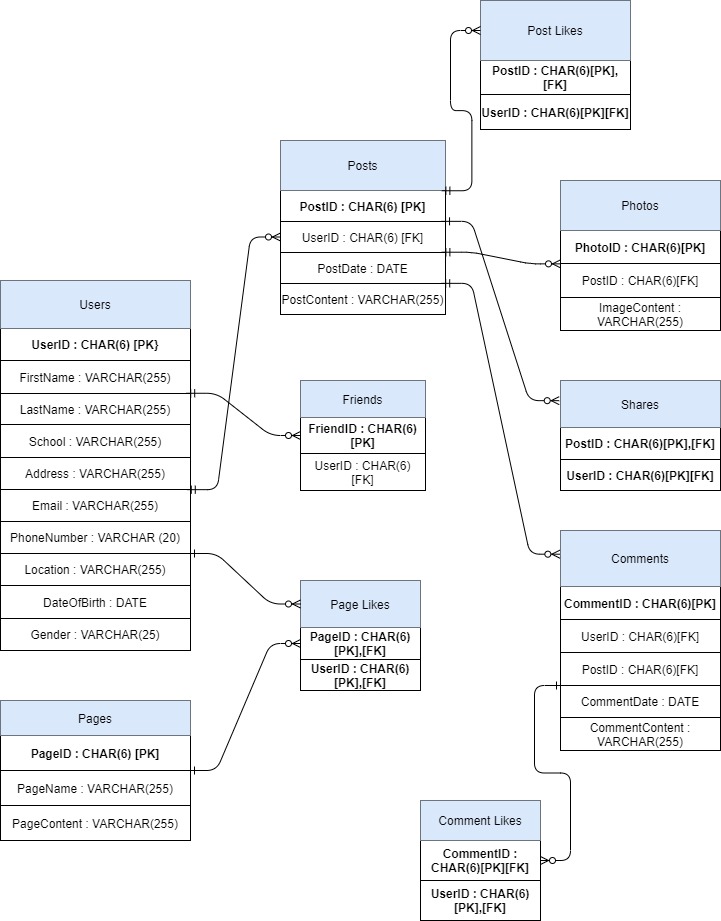 Post Likes
PostID : CHAR(6)[PK],
[FK]
UserID : CHAR(6)[PK][FK]
Posts
PostID : CHAR(6) [PK]
UserID : CHAR(6) [FK]
PostDate : DATE
PostContent : VARCHAR(255)
Photos
PhotoID : CHAR(6)[PK]
PostID : CHAR(6)[FK]
ImageContent :
VARCHAR(255)
Users
UserID : CHAR(6) [PK}
FirstName : VARCHAR(255)
LastName : VARCHAR(255)
School : VARCHAR(255)
Address : VARCHAR(255)
Email : VARCHAR(255)
PhoneNumber : VARCHAR (20)
Location : VARCHAR(255)
DateOfBirth : DATE
Gender : VARCHAR(25)
Friends
FriendID : CHAR(6)
[PK]
UserID : CHAR(6)
[FK]
Shares
PostID : CHAR(6)[PK],[FK]
UserID : CHAR(6)[PK][FK]
Comments
CommentID : CHAR(6)[PK]
UserID : CHAR(6)[FK]
PostID : CHAR(6)[FK]
CommentDate : DATE
CommentContent :
VARCHAR(255)
Page Likes
PageID : CHAR(6)
[PK],[FK]
UserID : CHAR(6)
[PK],[FK]
Pages
PageID : CHAR(6) [PK]
PageName : VARCHAR(255)
PageContent : VARCHAR(255)
Comment Likes
CommentID :
CHAR(6)[PK][FK]
UserID : CHAR(6)
[PK],[FK]